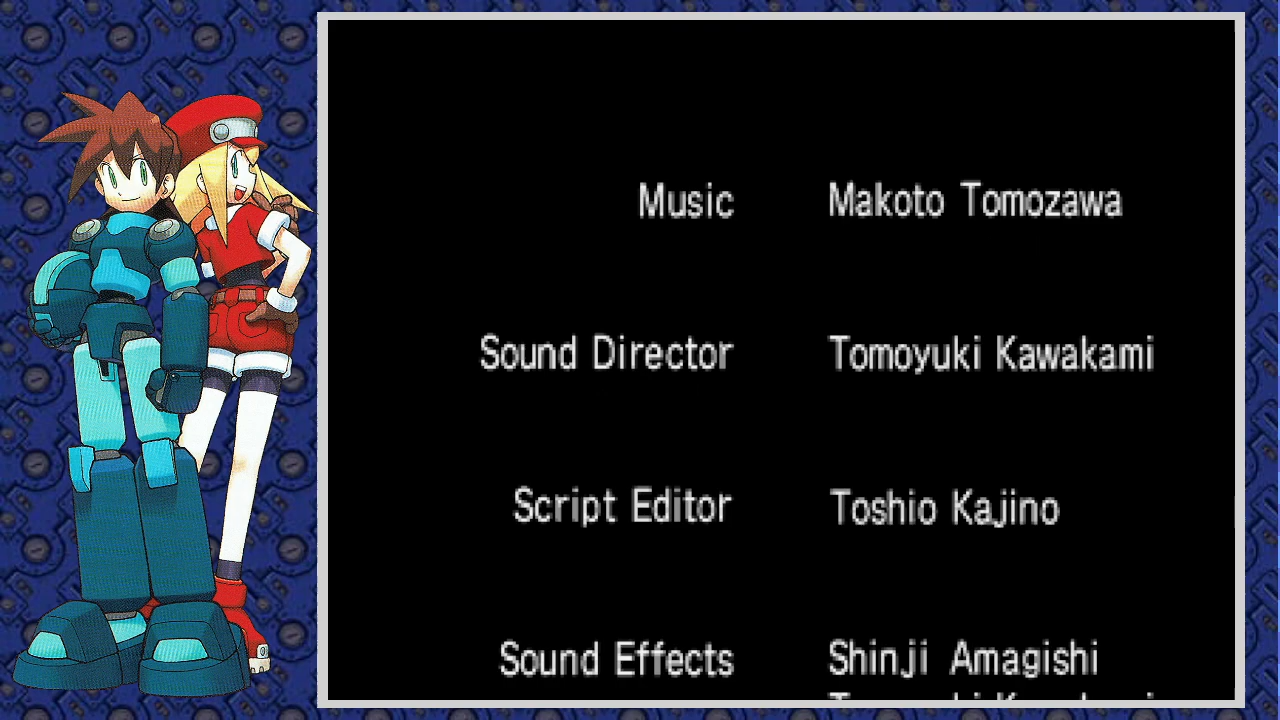 Music Makoto Tomozawa
Sound Director Tomoyuki Kawakami
Script Editor Toshio Kajino
Sound Effects Shinji Amagishi